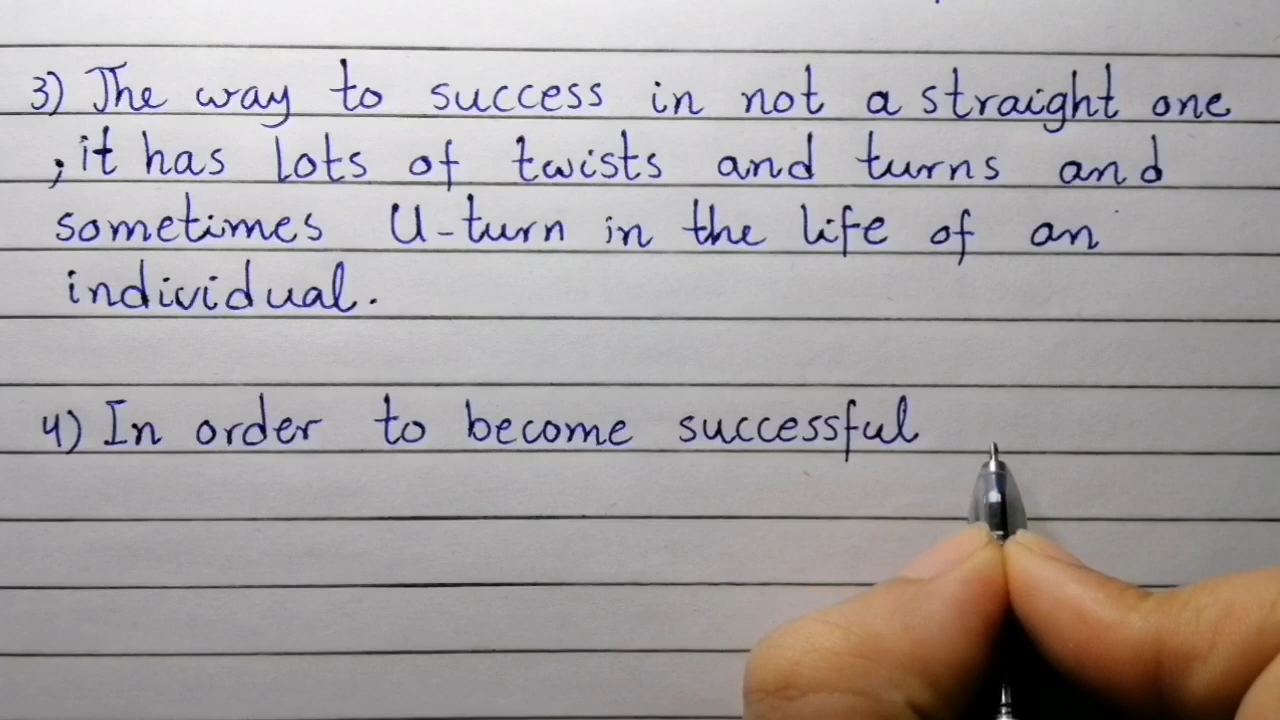 3) The way to success in not a straight one
, it has lots of twists and turns and
sometimes U-turn in the life of an
individual.
4) In order to become successful